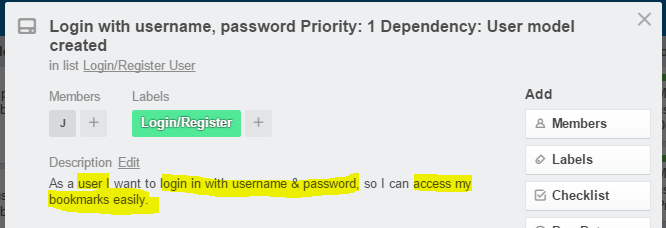 Login with username, password Priority: 1 Dependency: User model
created
in list Login/Register User
Members Labels
J + Login/Register +
Description Edit
As a user I want to login in with username & password, so I can access my
bookmarks easily.
Add
Members
Labels
Checklist